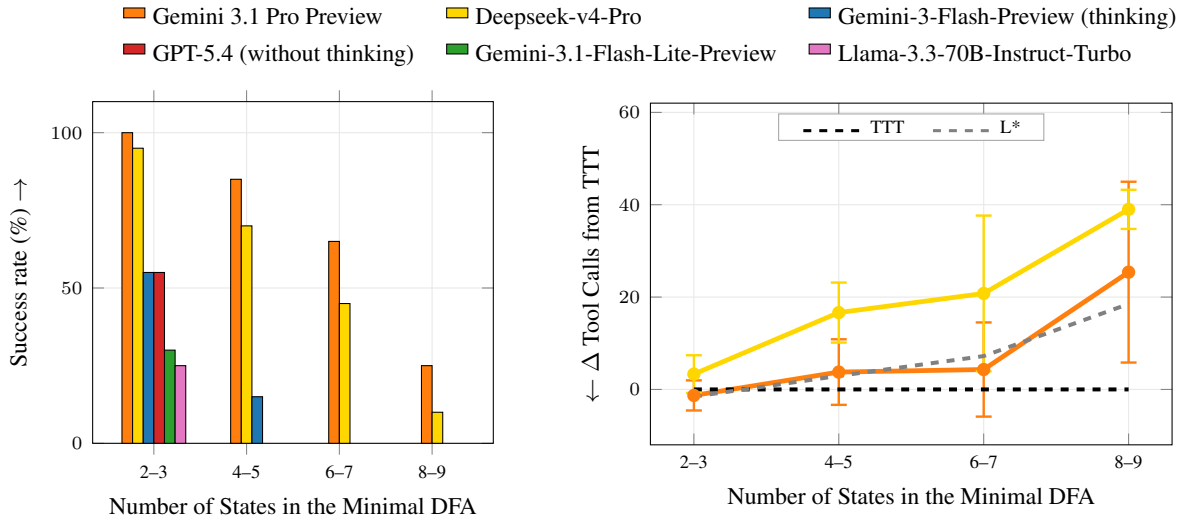 Gemini 3.1 Pro Preview
Deepseek-v4-Pro
Gemini-3-Flash-Preview (thinking)
GPT-5.4 (without thinking)
Gemini-3.1-Flash-Lite-Preview
Llama-3.3-70B-Instruct-Turbo
Success rate (%) →
100
50
0
2–3
4–5
6–7
8–9
Number of States in the Minimal DFA
← Δ Tool Calls from TTT
TTT
L*
60
40
20
0
2–3
4–5
6–7
8–9
Number of States in the Minimal DFA